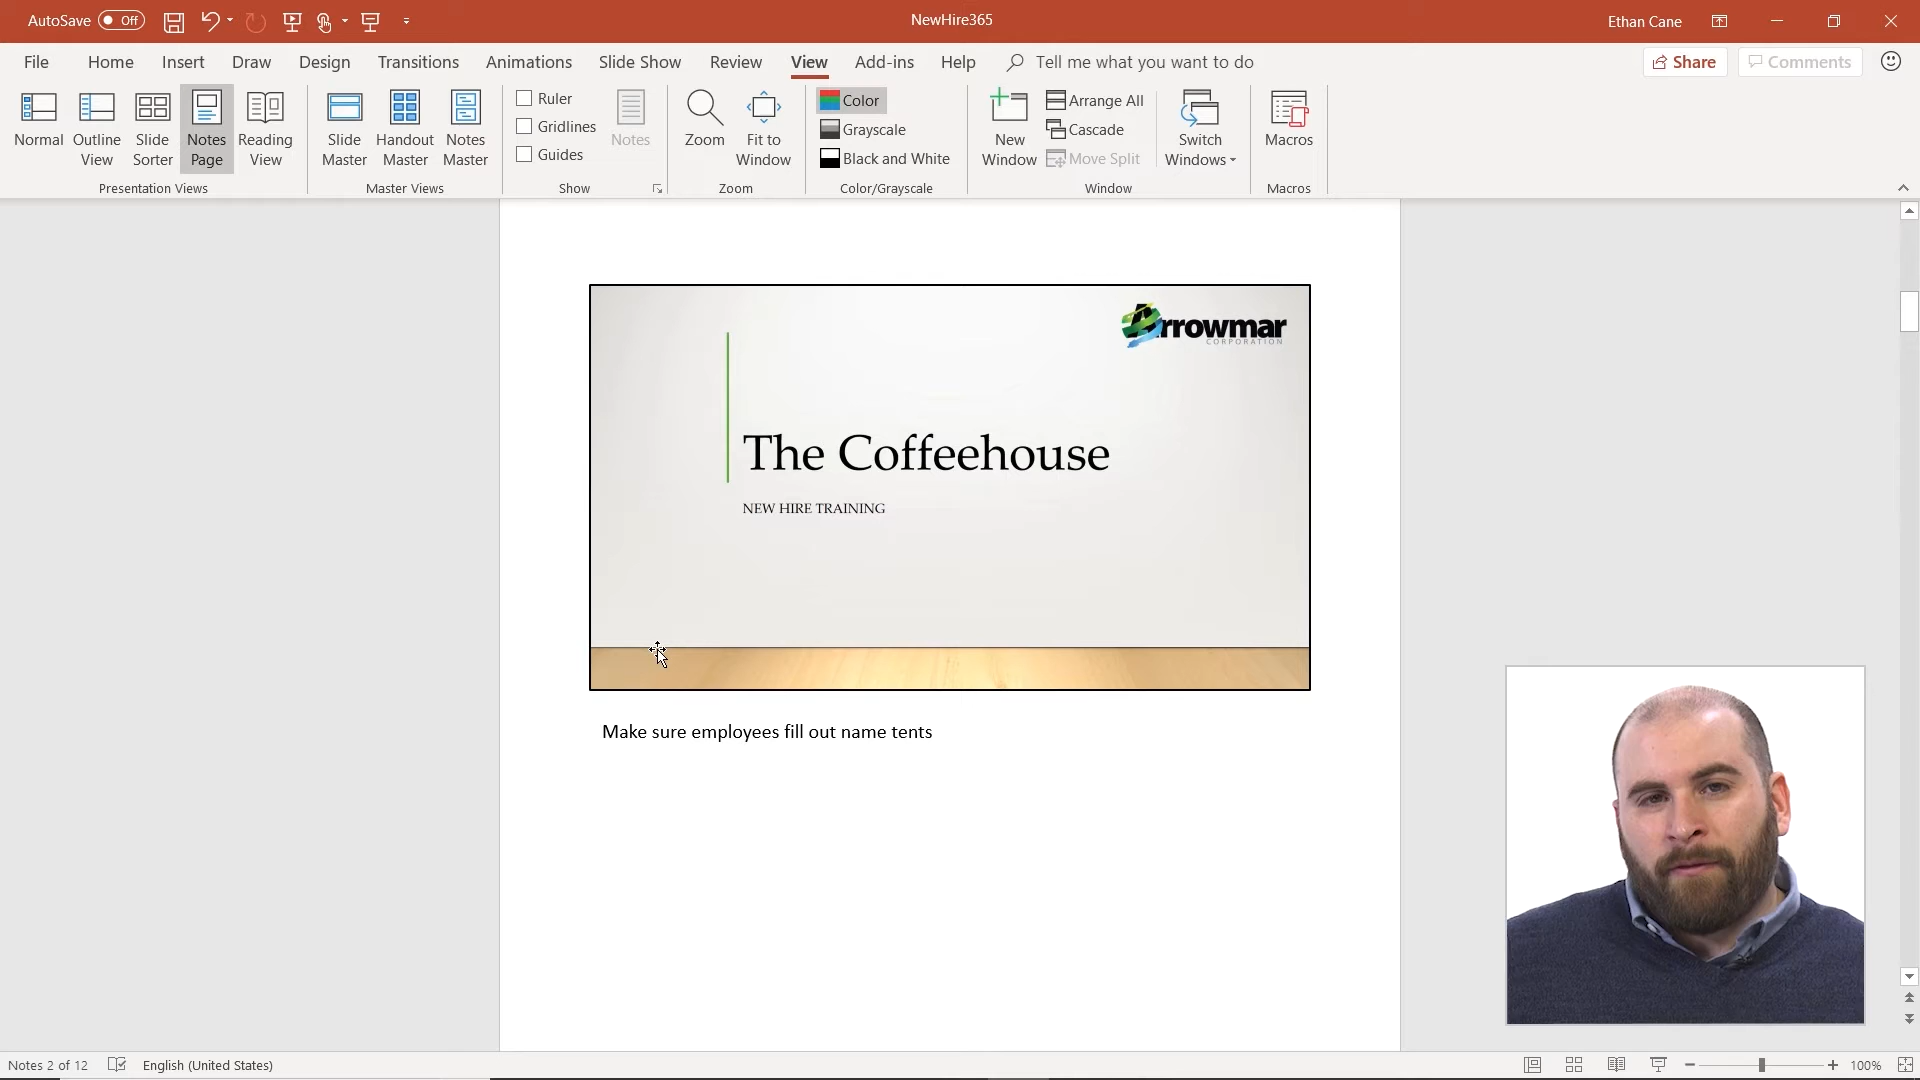 AutoSave Off
NewHire365
Ethan Cane
File Home Insert Draw Design Transitions Animations Slide Show Review View Add-ins Help Tell me what you want to do
Share Comments
Normal
Outline View
Slide Sorter
Notes Page
Reading View
Presentation Views
Slide Master
Handout Master
Notes Master
Master Views
Ruler
Gridlines
Guides
Notes
Show
Zoom
Fit to Window
Zoom
Color
Grayscale
Black and White
Color/Grayscale
New Window
Arrange All
Cascade
Move Split
Switch Windows
Window
Macros
Macros
Arrowmar
CORPORATION
The Coffeehouse
NEW HIRE TRAINING
Make sure employees fill out name tents
Notes 2 of 12 English (United States) 100%